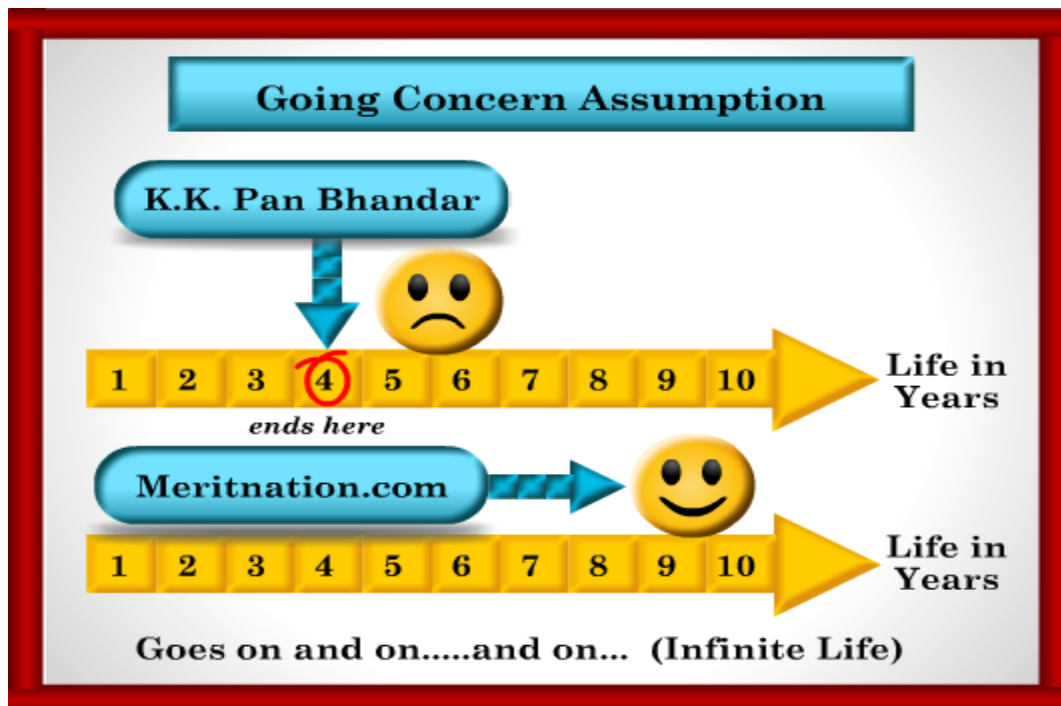 Going Concern Assumption
K.K. Pan Bhandar
1 2 3 4 5 6 7 8 9 10
Life in
Years
ends here
Meritnation.com
1 2 3 4 5 6 7 8 9 10
Life in
Years
Goes on and on.....and on... (Infinite Life)